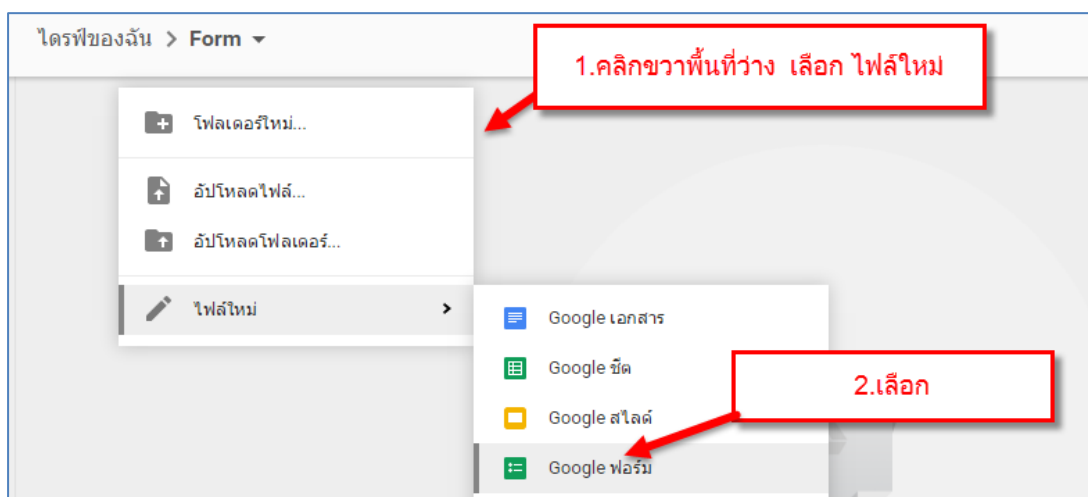 ไดรฟ์ของฉัน > Form
1.คลิกขวาพื้นที่ว่าง เลือก ไฟล์ใหม่
โฟลเดอร์ใหม่...
อัปโหลดไฟล์...
อัปโหลดโฟลเดอร์...
ไฟล์ใหม่ >
Google เอกสาร
Google ชีต
2.เลือก
Google สไลด์
Google ฟอร์ม